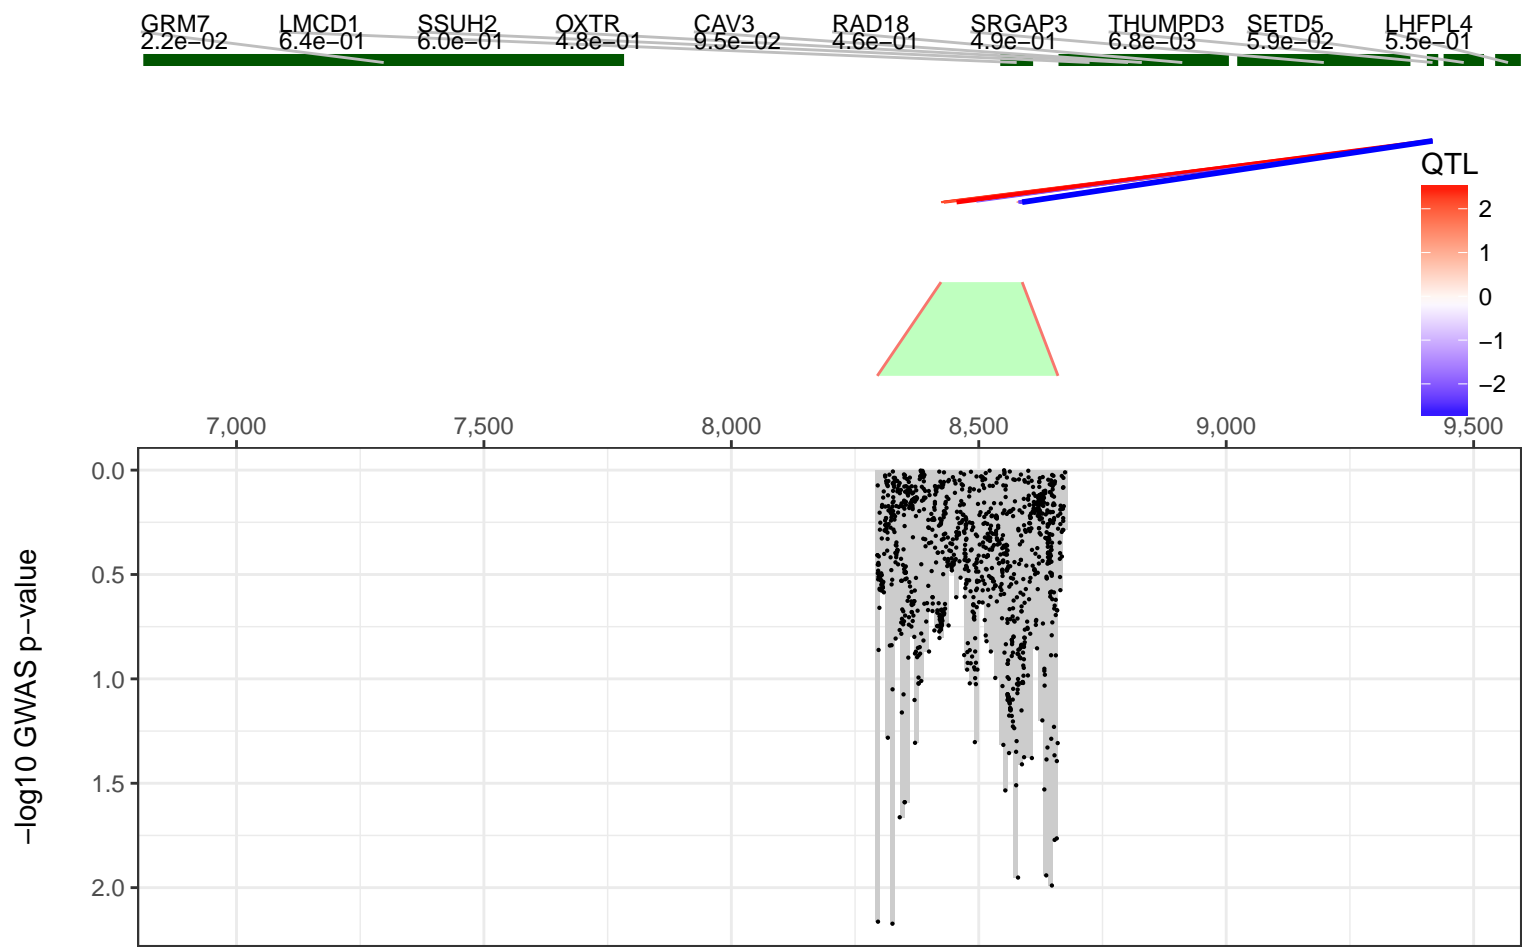 GRM7 LMCD1 SSUH2 OXTR CAV3 RAD18 SRGAP3 THUMPD3 SETD5 LHFPL4
2.2e−02 6.4e−01 6.0e−01 4.8e−01 9.5e−02 4.6e−01 4.9e−01 6.8e−03 5.9e−02 5.5e−01
QTL
2
1
0
−1
−2
7,000 7,500 8,000 8,500 9,000 9,500
0.0
0.5
1.0
1.5
2.0
−log10 GWAS p−value